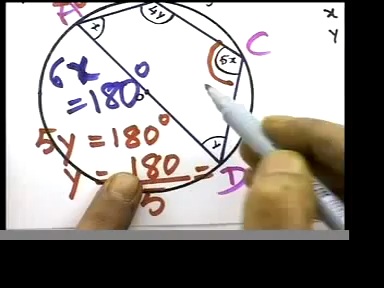 x
A
4y
y
C
x
5x
6x
= 180°
o
5y = 180°
y
y = 180 =
5
D